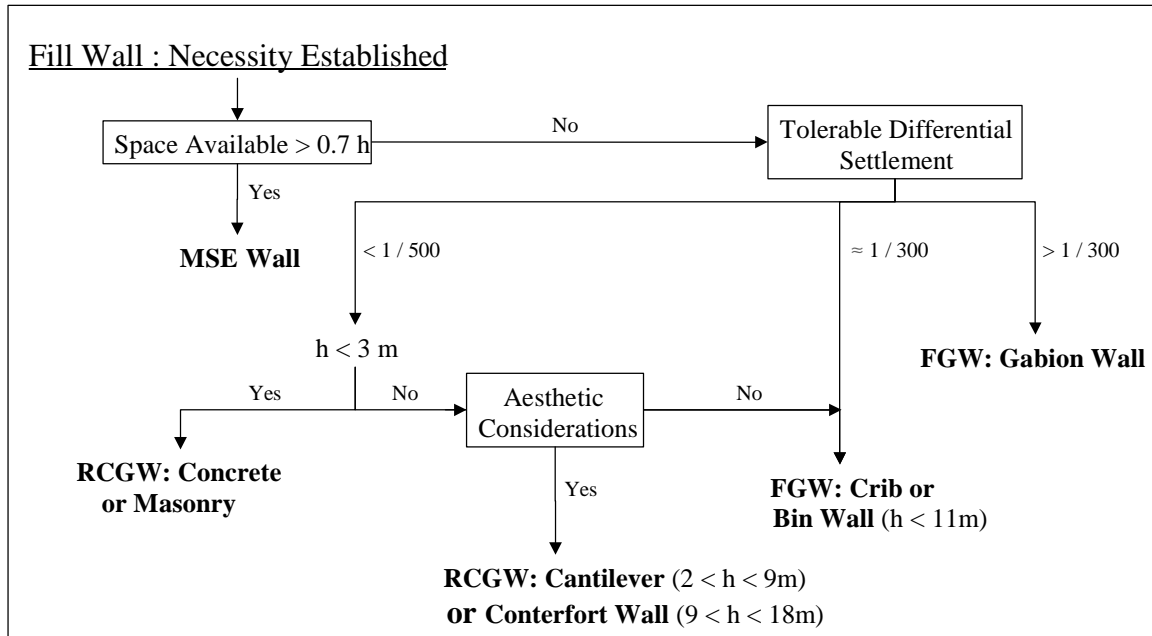 Fill Wall : Necessity Established
Space Available > 0.7 h
No
Tolerable Differential
Settlement
Yes
MSE Wall
< 1 / 500
≈ 1 / 300
> 1 / 300
h < 3 m
FGW: Gabion Wall
Yes
No
Aesthetic
Considerations
No
RCGW: Concrete
or Masonry
Yes
FGW: Crib or
Bin Wall (h < 11m)
RCGW: Cantilever (2 < h < 9m)
or Conterfort Wall (9 < h < 18m)